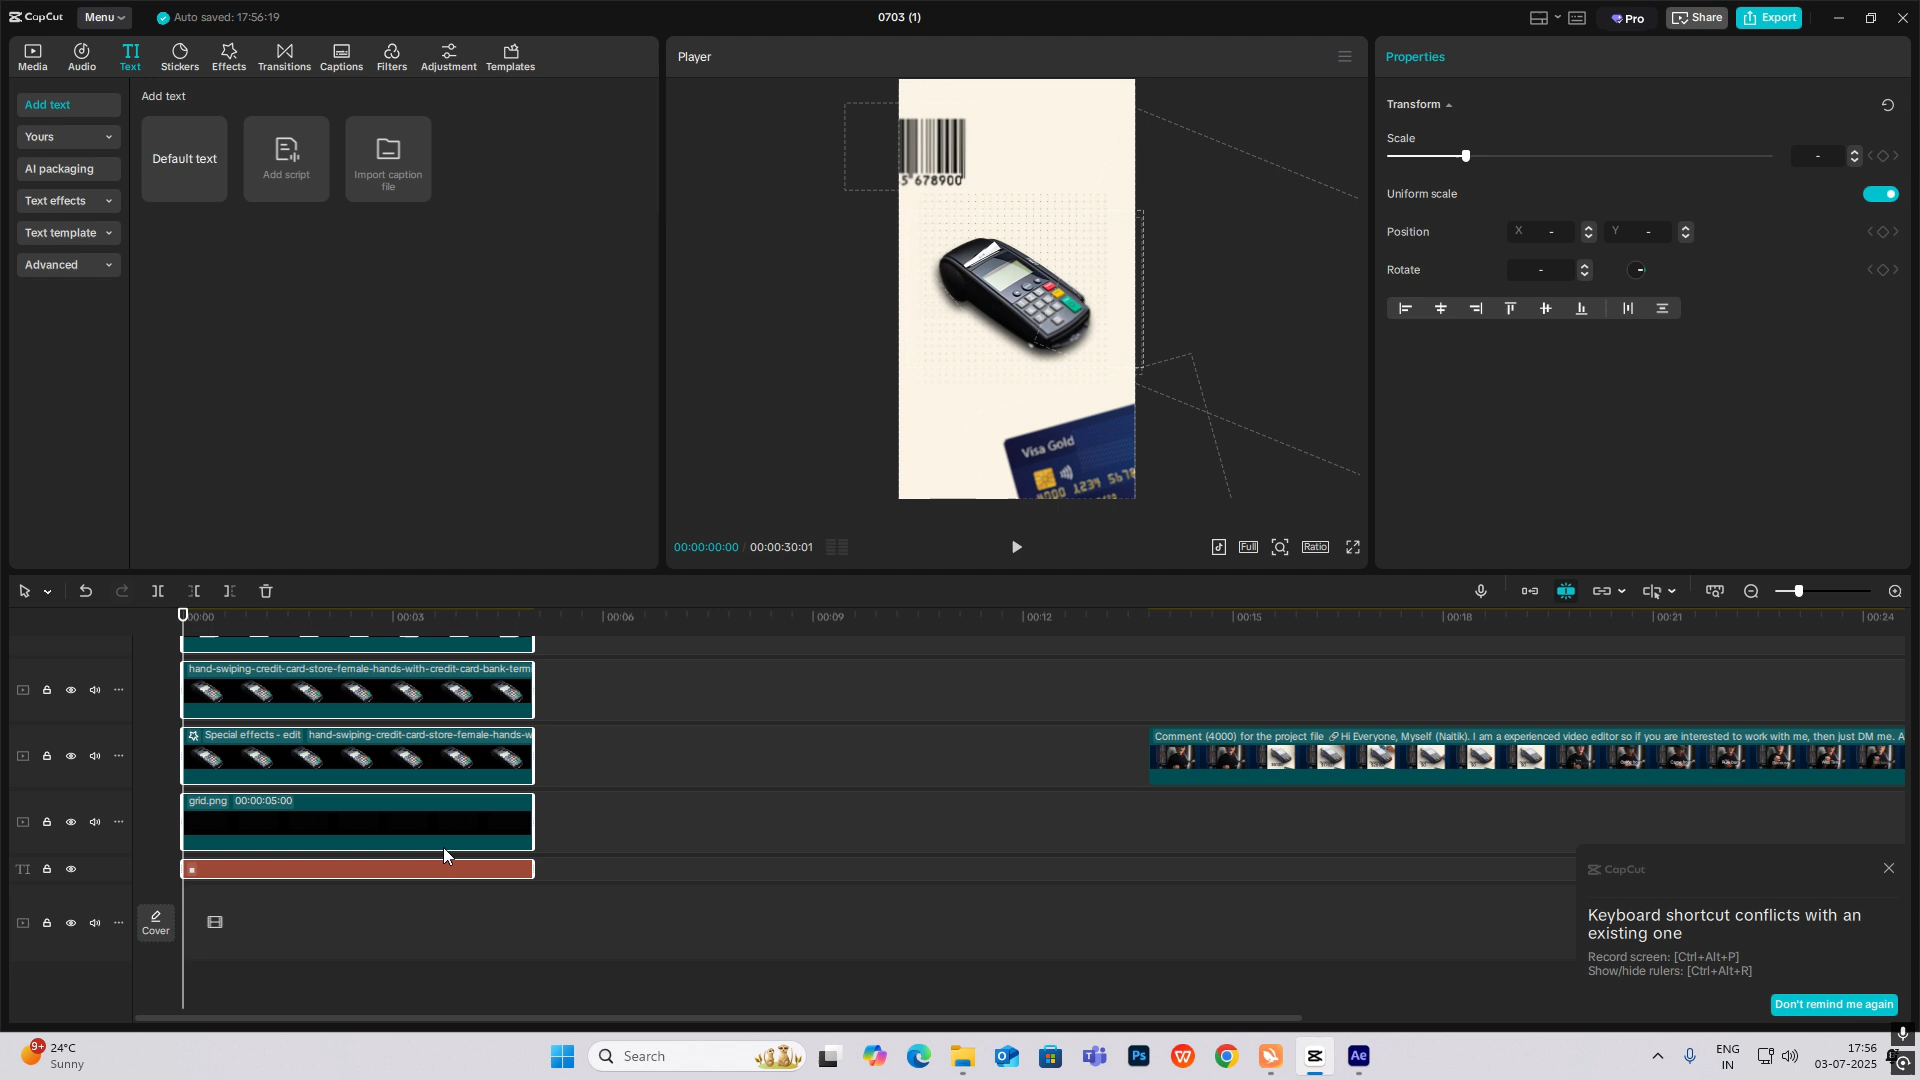 CapCut
Menu
Auto saved: 17:56:19
0703 (1)
Pro
Share
Export
Media
Audio
TI
Text
Stickers
Effects
Transitions
Captions
Filters
Adjustment
Templates
Add text
Yours
AI packaging
Text effects
Text template
Advanced
Add text
Default text
Add script
Import caption
file
Player
5 678900
Visa Gold
4000 1234 567
00:00:00:00 / 00:00:30:01
Full
Ratio
Properties
Transform
Scale
-
Uniform scale
Position
X -
Y -
Rotate
-
00:00
00:03
00:06
00:09
00:12
00:15
00:18
00:21
00:24
hand-swiping-credit-card-store-female-hands-with-credit-card-bank-term
Special effects - edit hand-swiping-credit-card-store-female-hands-w
Comment (4000) for the project file Hi Everyone, Myself (Naitik). I am a experienced video editor so if you are interested to work with me, then just DM me. A
grid.png 00:00:05:00
TI
Cover
CapCut
Keyboard shortcut conflicts with an
existing one
Record screen: [Ctrl+Alt+P]
Show/hide rulers: [Ctrl+Alt+R]
Don't remind me again
9+
24°C
Sunny
Search
Ps
Ae
ENG
IN
17:56
03-07-2025